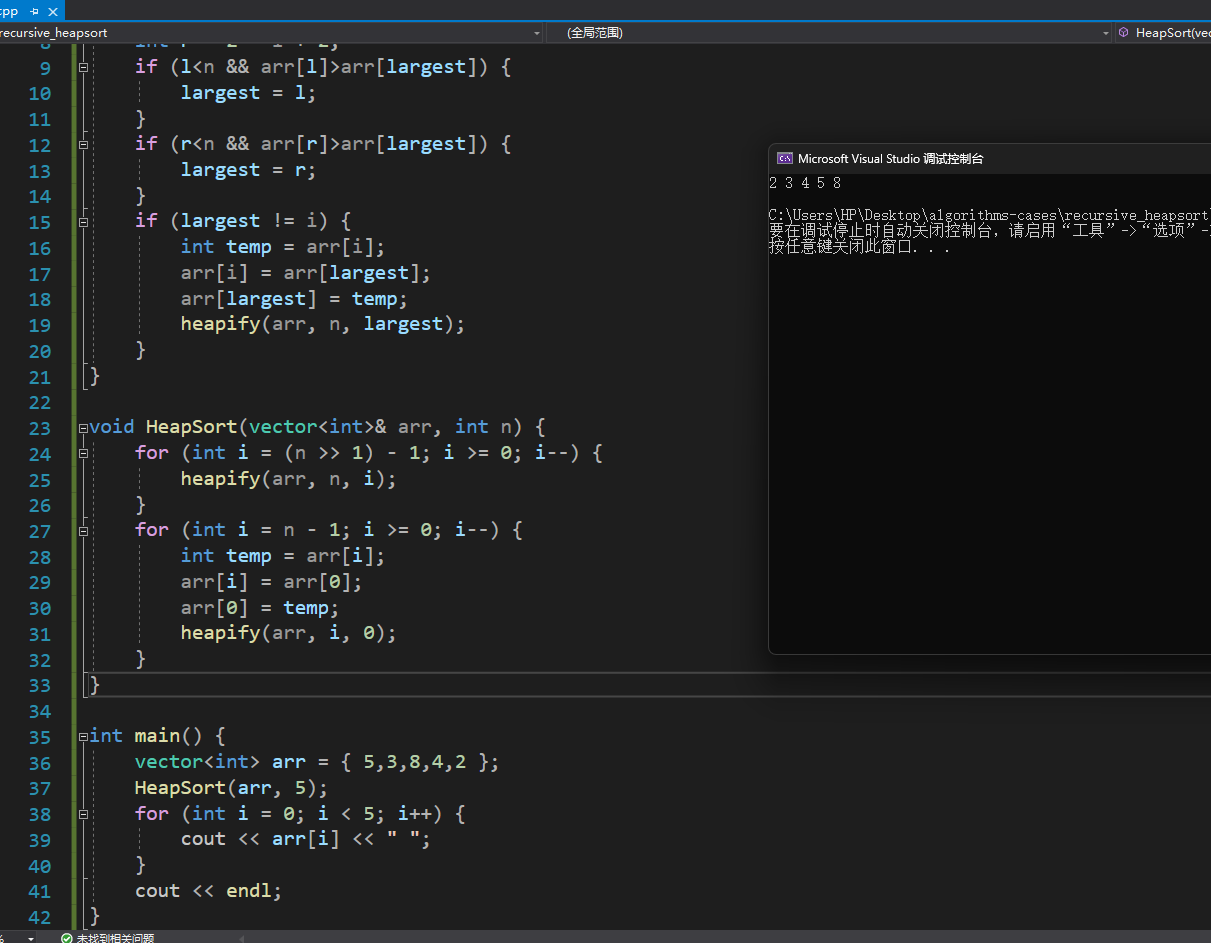 cpp
recursive_heapsort
(全局范围)
HeapSort(vec
8
9 if (l<n && arr[l]>arr[largest]) {
10 largest = l;
11 }
12 if (r<n && arr[r]>arr[largest]) {
13 largest = r;
14 }
15 if (largest != i) {
16 int temp = arr[i];
17 arr[i] = arr[largest];
18 arr[largest] = temp;
19 heapify(arr, n, largest);
20 }
21 }
22
23 void HeapSort(vector<int>& arr, int n) {
24 for (int i = (n >> 1) - 1; i >= 0; i--) {
25 heapify(arr, n, i);
26 }
27 for (int i = n - 1; i >= 0; i--) {
28 int temp = arr[i];
29 arr[i] = arr[0];
30 arr[0] = temp;
31 heapify(arr, i, 0);
32 }
33 }
34
35 int main() {
36 vector<int> arr = { 5,3,8,4,2 };
37 HeapSort(arr, 5);
38 for (int i = 0; i < 5; i++) {
39 cout << arr[i] << " ";
40 }
41 cout << endl;
42 }
Microsoft Visual Studio 调试控制台
2 3 4 5 8
C:\Users\HP\Desktop\algorithms-cases\recursive_heapsort\
要在调试停止时自动关闭控制台，请启用“工具”->“选项”-
按任意键关闭此窗口. . .
% 未找到相关问题